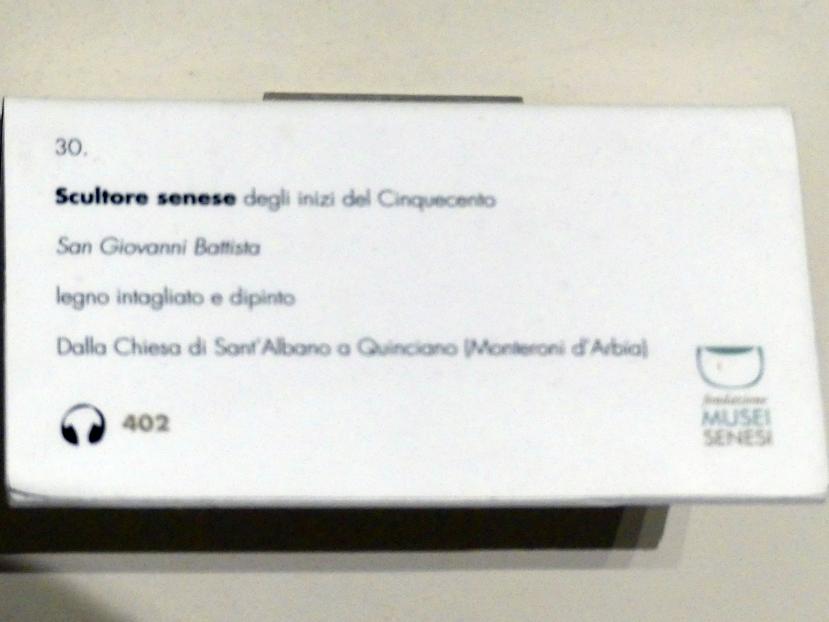 30.
Scultore senese degli inizi del Cinquecento
San Giovanni Battista
legno intagliato e dipinto
Dalla Chiesa di Sant'Albano a Quinciano (Monteroni d'Arbia)
402
fondazione
MUSEI
SENESI